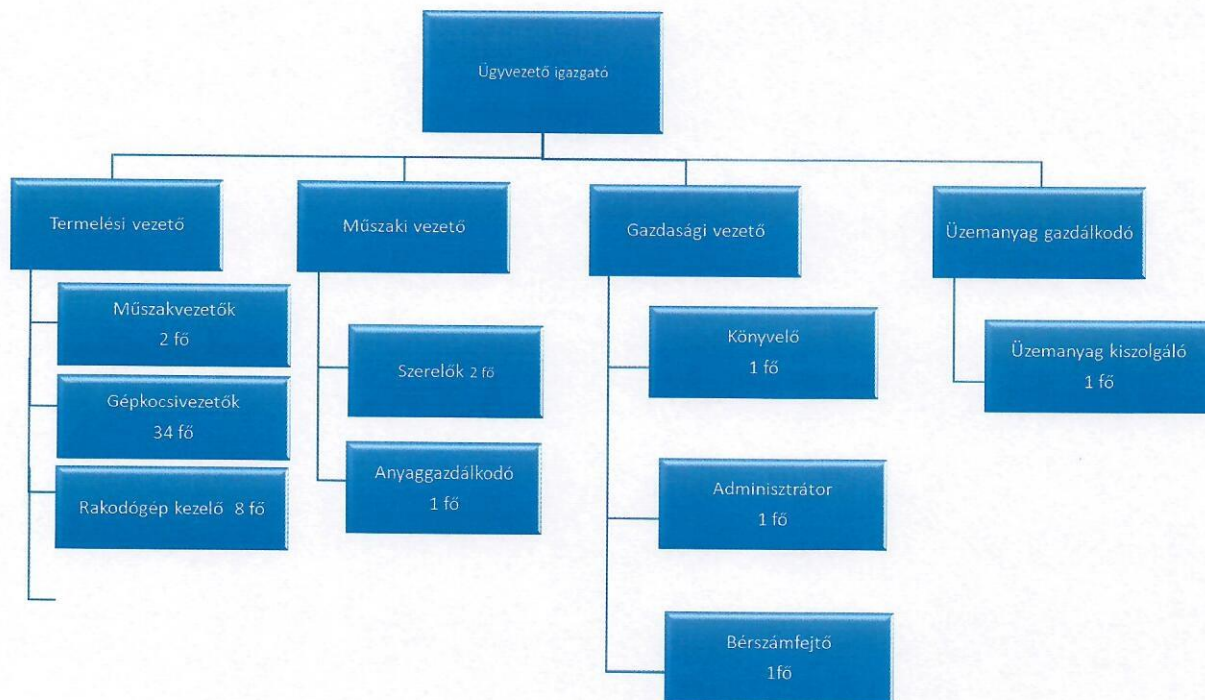 Ügyvezető igazgató
Termelési vezető
Műszakvezetők
2 fő
Gépkocsivezetők
34 fő
Rakodógép kezelő 8 fő
Műszaki vezető
Szerelők 2 fő
Anyaggazdálkodó
1 fő
Gazdasági vezető
Könyvelő
1 fő
Adminisztrátor
1 fő
Bérszámfejtő
1fő
Üzemanyag gazdálkodó
Üzemanyag kiszolgáló
1 fő